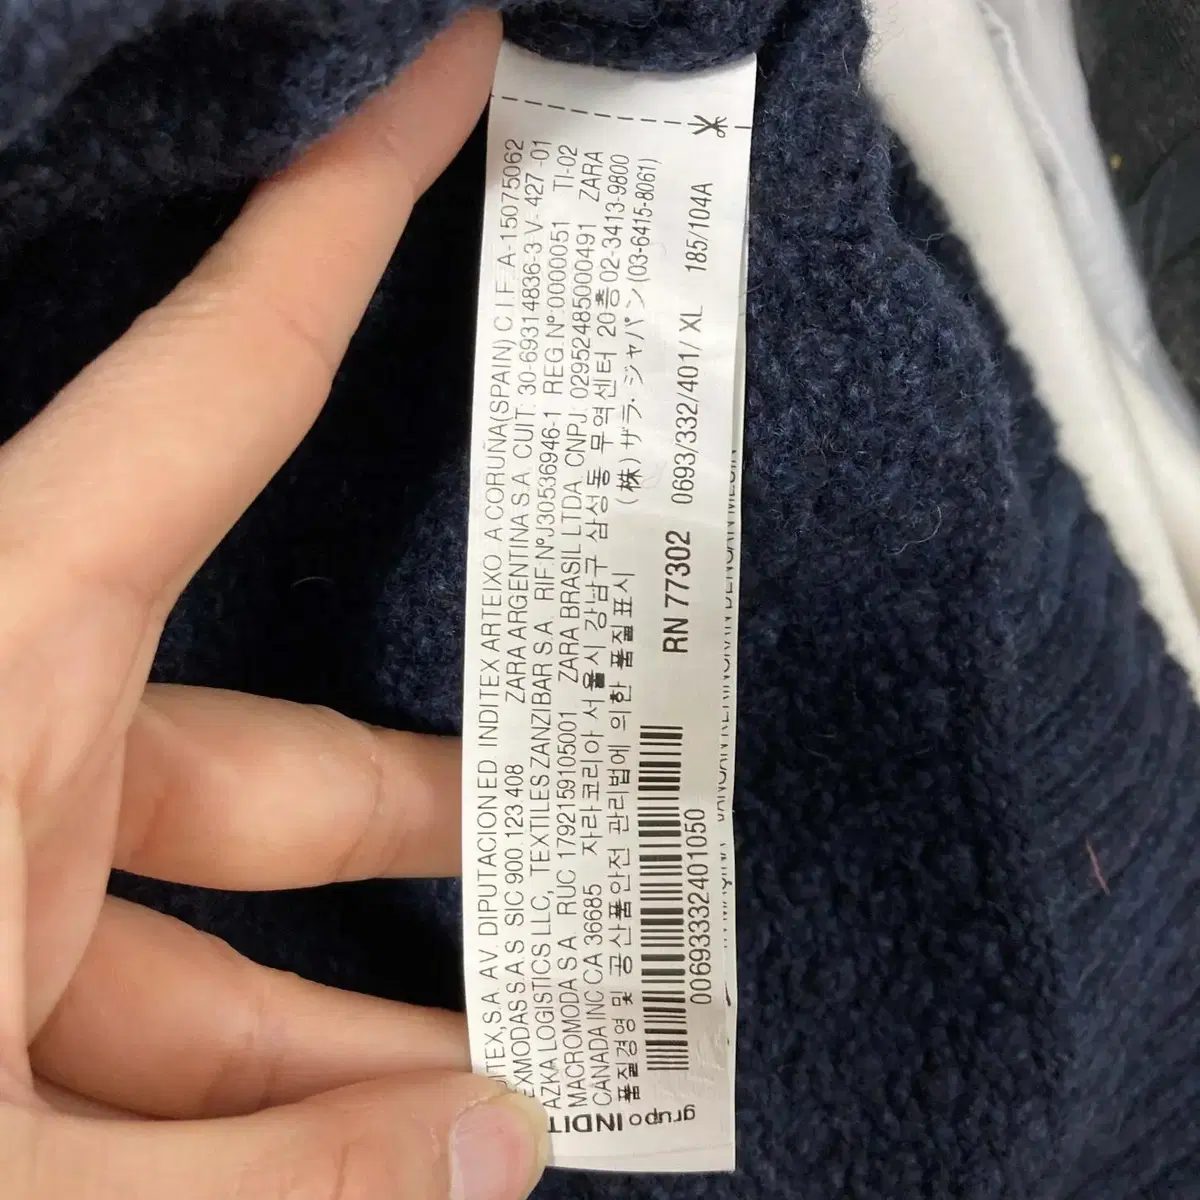 DITEX, S.A. AV. DIPUTACION ED. INDITEX ARTEIXO A CORUÑA (SPAIN) C.I.F. A-15075062
EXMODAS S.A.S. SIC 900.123.408 ZARA ARGENTINA S.A. CUIT: 30-69314836-3 V-427-01
AZKA LOGISTICS LLC, TEXTILES ZANZIBAR S.A. RIF: Nº J30536946-1 REG.Nº 0000051 TI-02
MACROMODA S.A. RUC 1792159105001 ZARA BRASIL LTDA. CNPJ: 02952485000491 ZARA
CANADA INC CA 36685 자라코리아 서울시 강남구 삼성동 무역센터 20층 02-3413-9800
품질경영 및 공산품안전 관리법에 의한 품질표시 (株) ザラ・ジャパン (03-6415-8061)
RN 77302 0693/332/401/ XL 185/104A
00693332401050
grupo INDIT